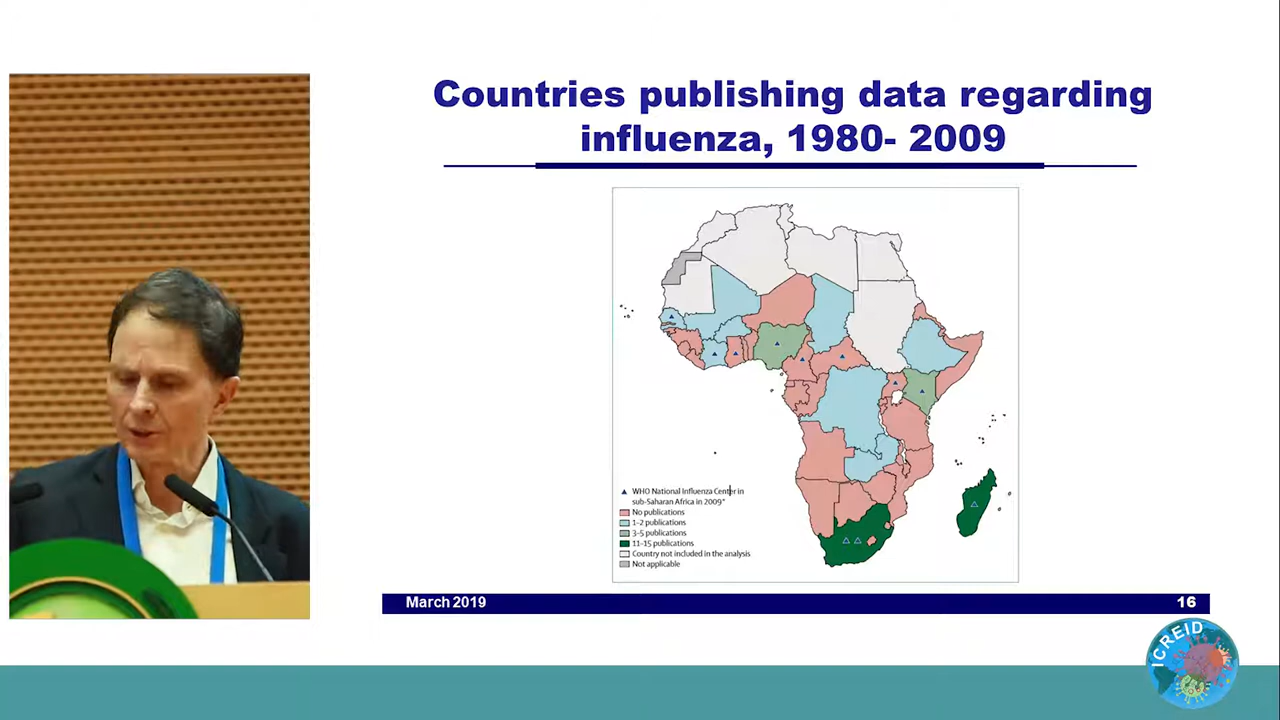 Countries publishing data regarding
influenza, 1980- 2009
WHO National Influenza Center in
sub-Saharan Africa in 2009*
No publications
1-2 publications
3-5 publications
11-15 publications
Country not included in the analysis
Not applicable
March 2019
16
ICREID